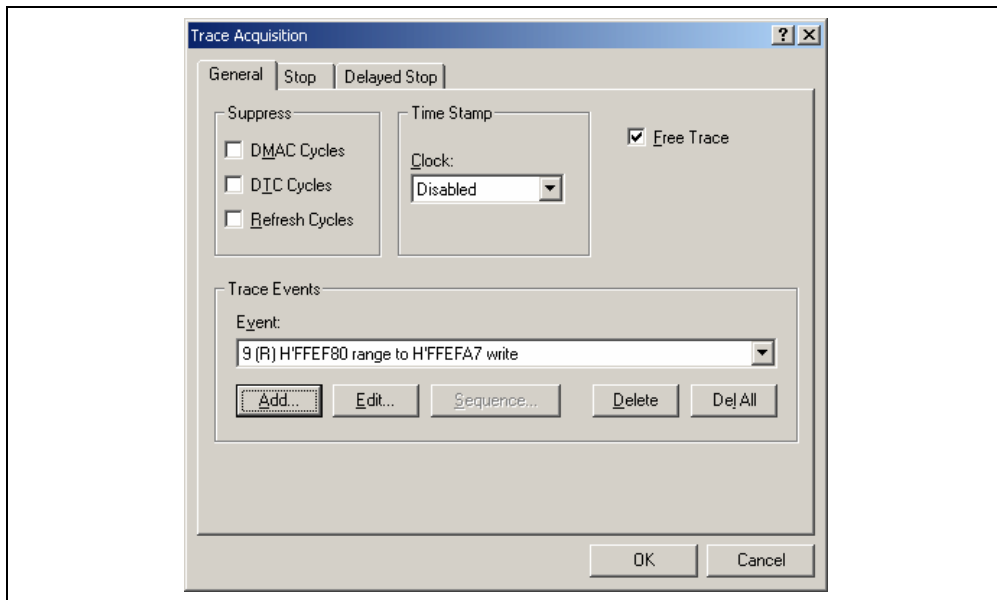 Trace Acquisition
General Stop Delayed Stop
Suppress
DMAC Cycles
DTC Cycles
Refresh Cycles
Time Stamp
Clock:
Disabled
Free Trace
Trace Events
Event:
9 (R) H'FFEF80 range to H'FFEFA7 write
Add... Edit... Sequence... Delete Del All
OK Cancel